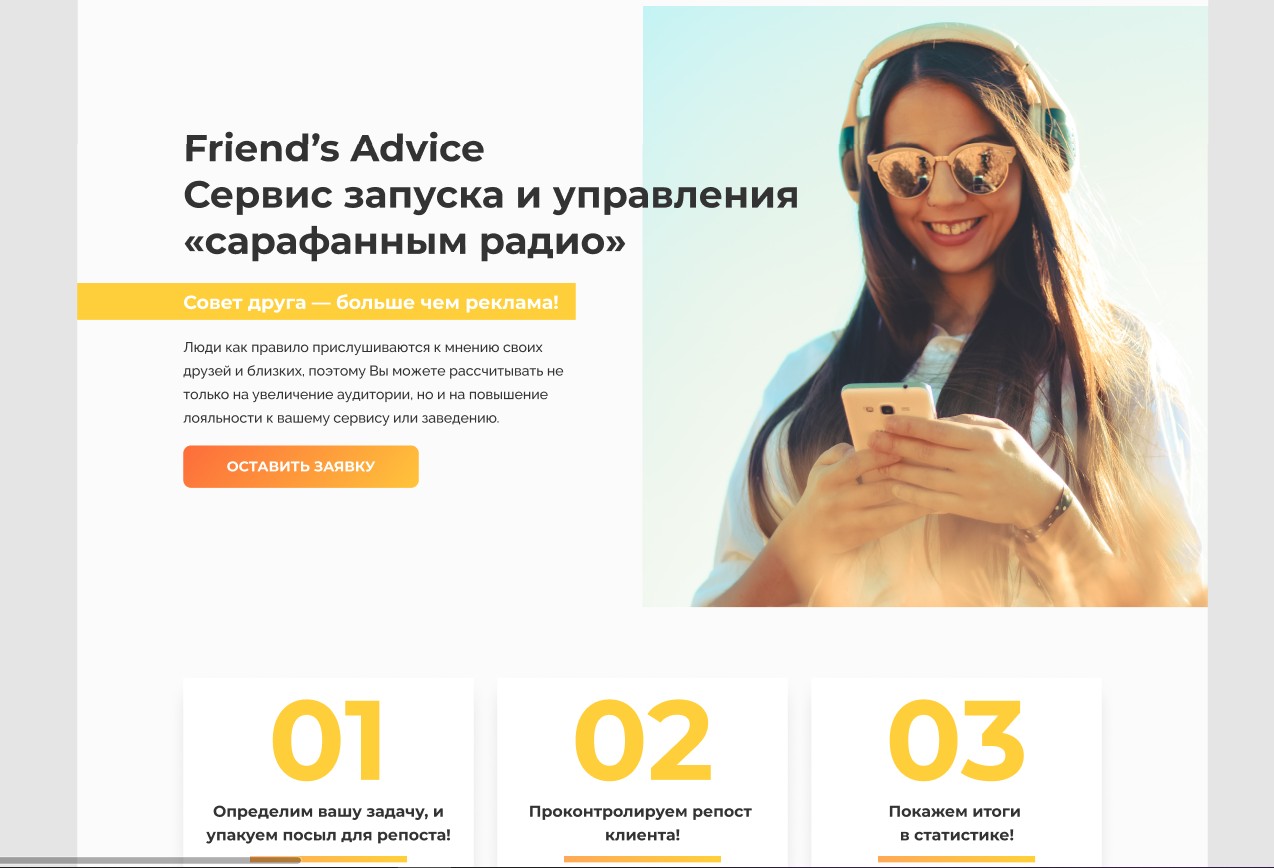 Friend’s Advice
Сервис запуска и управления
«сарафанным радио»
Совет друга — больше чем реклама!
Люди как правило прислушиваются к мнению своих
друзей и близких, поэтому Вы можете рассчитывать не
только на увеличение аудитории, но и на повышение
лояльности к вашему сервису или заведению.
ОСТАВИТЬ ЗАЯВКУ
01
Определим вашу задачу, и
упакуем посыл для репоста!
02
Проконтролируем репост
клиента!
03
Покажем итоги
в статистике!